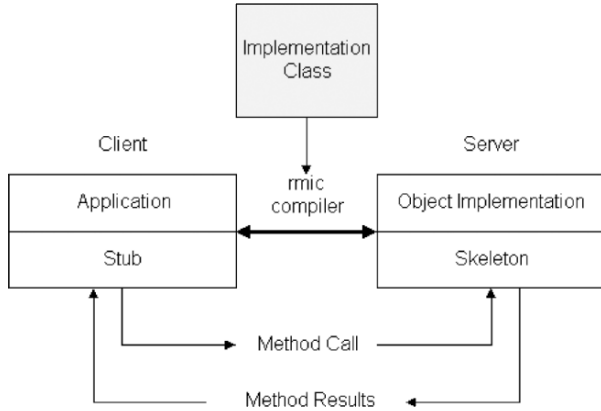 Implementation
Class
Client
Server
rmic
compiler
Application
Object Implementation
Stub
Skeleton
Method Call
Method Results